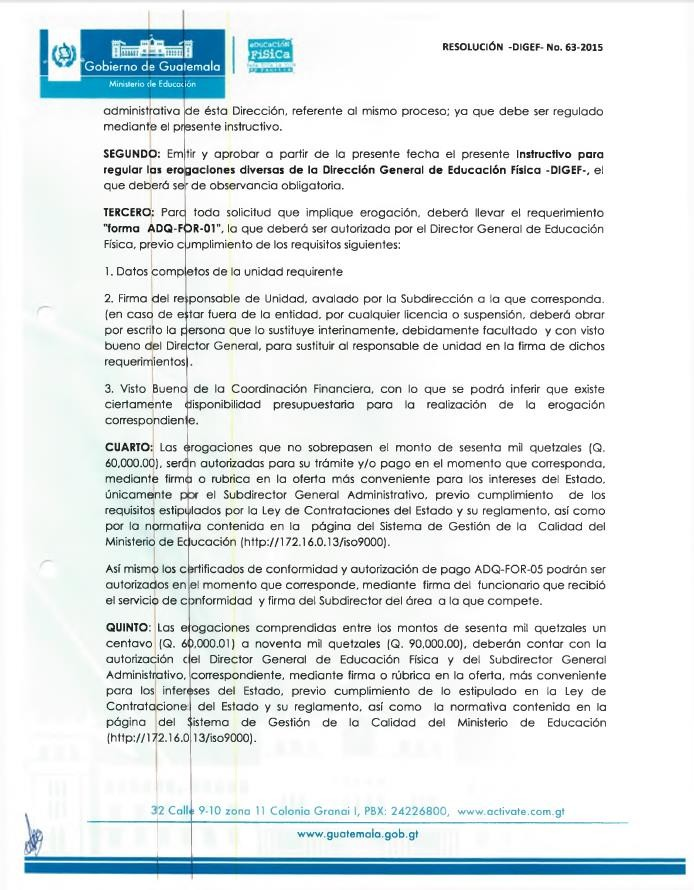 RESOLUCIÓN -DIGEF- No. 63-2015
eDUCACIÓN
FíSICa
Gobierno de Guatemala
Ministerio de Educación
administrativa de ésta Dirección, referente al mismo proceso; ya que debe ser regulado
mediante el presente instructivo.
SEGUNDO: Emitir y aprobar a partir de la presente fecha el presente Instructivo para
regular las erogaciones diversas de la Dirección General de Educación Física -DIGEF-, el
que deberá ser de observancia obligatoria.
TERCERO: Para toda solicitud que implique erogación, deberá llevar el requerimiento
"forma ADQ-FOR-01", la que deberá ser autorizada por el Director General de Educación
Física, previo cumplimiento de los requisitos siguientes:
1. Datos completos de la unidad requirente
2. Firma del responsable de Unidad, avalado por la Subdirección a la que corresponda.
(en caso de estar fuera de la entidad, por cualquier licencia o suspensión, deberá obrar
por escrito la persona que lo sustituye interinamente, debidamente facultado y con visto
bueno del Director General, para sustituir al responsable de unidad en la firma de dichos
requerimientos).
3. Visto Bueno de la Coordinación Financiera, con lo que se podrá inferir que existe
ciertamente disponibilidad presupuestaria para la realización de la erogación
correspondiente.
CUARTO: Las erogaciones que no sobrepasen el monto de sesenta mil quetzales (Q.
60,000.00), serán autorizadas para su trámite y/o pago en el momento que corresponda,
mediante firma o rubrica en la oferta más conveniente para los intereses del Estado,
únicamente por el Subdirector General Administrativo, previo cumplimiento de los
requisitos estipulados por la Ley de Contrataciones del Estado y su reglamento, así como
por la normativa contenida en la página del Sistema de Gestión de la Calidad del
Ministerio de Educación (http://172.16.0.13/iso9000).
Así mismo los certificados de conformidad y autorización de pago ADQ-FOR-05 podrán ser
autorizados en el momento que corresponde, mediante firma del funcionario que recibió
el servicio de conformidad y firma del Subdirector del área a la que compete.
QUINTO: Las erogaciones comprendidas entre los montos de sesenta mil quetzales un
centavo (Q. 60,000.01) a noventa mil quetzales (Q. 90,000.00), deberán contar con la
autorización del Director General de Educación Física y del Subdirector General
Administrativo, correspondiente, mediante firma o rúbrica en la oferta, más conveniente
para los intereses del Estado, previo cumplimiento de lo estipulado en la Ley de
Contrataciones del Estado y su reglamento, así como la normativa contenida en la
página del Sistema de Gestión de la Calidad del Ministerio de Educación
(http://172.16.0.13/iso9000).
32 Calle 9-10 zona 11 Colonia Granai I, PBX: 24226800, www.activate.com.gt
www.guatemala.gob.gt